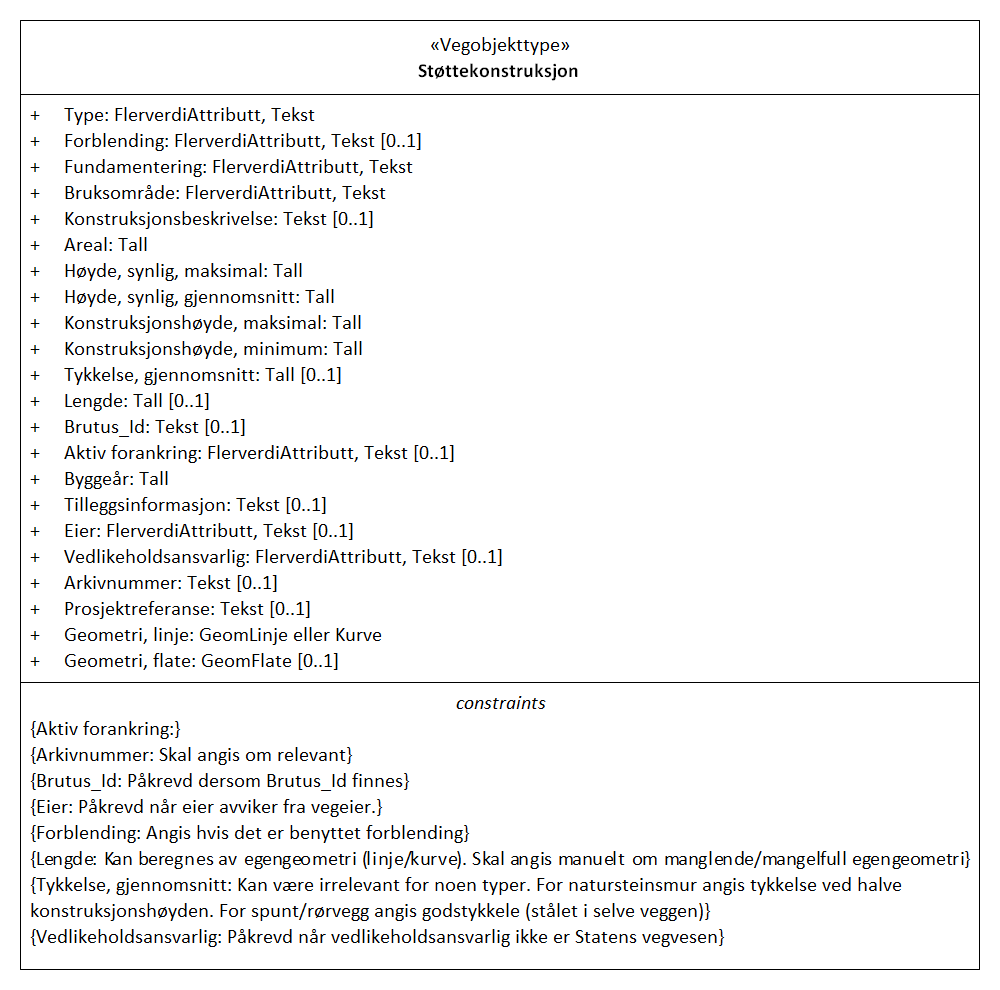 «Vegobjekttype»
Støttekonstruksjon
+ Type: FlerverdiAttributt, Tekst
+ Forblending: FlerverdiAttributt, Tekst [0..1]
+ Fundamentering: FlerverdiAttributt, Tekst
+ Bruksområde: FlerverdiAttributt, Tekst
+ Konstruksjonsbeskrivelse: Tekst [0..1]
+ Areal: Tall
+ Høyde, synlig, maksimal: Tall
+ Høyde, synlig, gjennomsnitt: Tall
+ Konstruksjonshøyde, maksimal: Tall
+ Konstruksjonshøyde, minimum: Tall
+ Tykkelse, gjennomsnitt: Tall [0..1]
+ Lengde: Tall [0..1]
+ Brutus_Id: Tekst [0..1]
+ Aktiv forankring: FlerverdiAttributt, Tekst [0..1]
+ Byggeår: Tall
+ Tilleggsinformasjon: Tekst [0..1]
+ Eier: FlerverdiAttributt, Tekst [0..1]
+ Vedlikeholdsansvarlig: FlerverdiAttributt, Tekst [0..1]
+ Arkivnummer: Tekst [0..1]
+ Prosjektreferanse: Tekst [0..1]
+ Geometri, linje: GeomLinje eller Kurve
+ Geometri, flate: GeomFlate [0..1]
constraints
{Aktiv forankring:}
{Arkivnummer: Skal angis om relevant}
{Brutus_Id: Påkrevd dersom Brutus_Id finnes}
{Eier: Påkrevd når eier avviker fra vegeier.}
{Forblending: Angis hvis det er benyttet forblending}
{Lengde: Kan beregnes av egengeometri (linje/kurve). Skal angis manuelt om manglende/mangelfull egengeometri}
{Tykkelse, gjennomsnitt: Kan være irrelevant for noen typer. For natursteinsmur angis tykkelse ved halve
konstruksjonshøyden. For spunt/rørvegg angis godstykkele (stålet i selve veggen)}
{Vedlikeholdsansvarlig: Påkrevd når vedlikeholdsansvarlig ikke er Statens vegvesen}